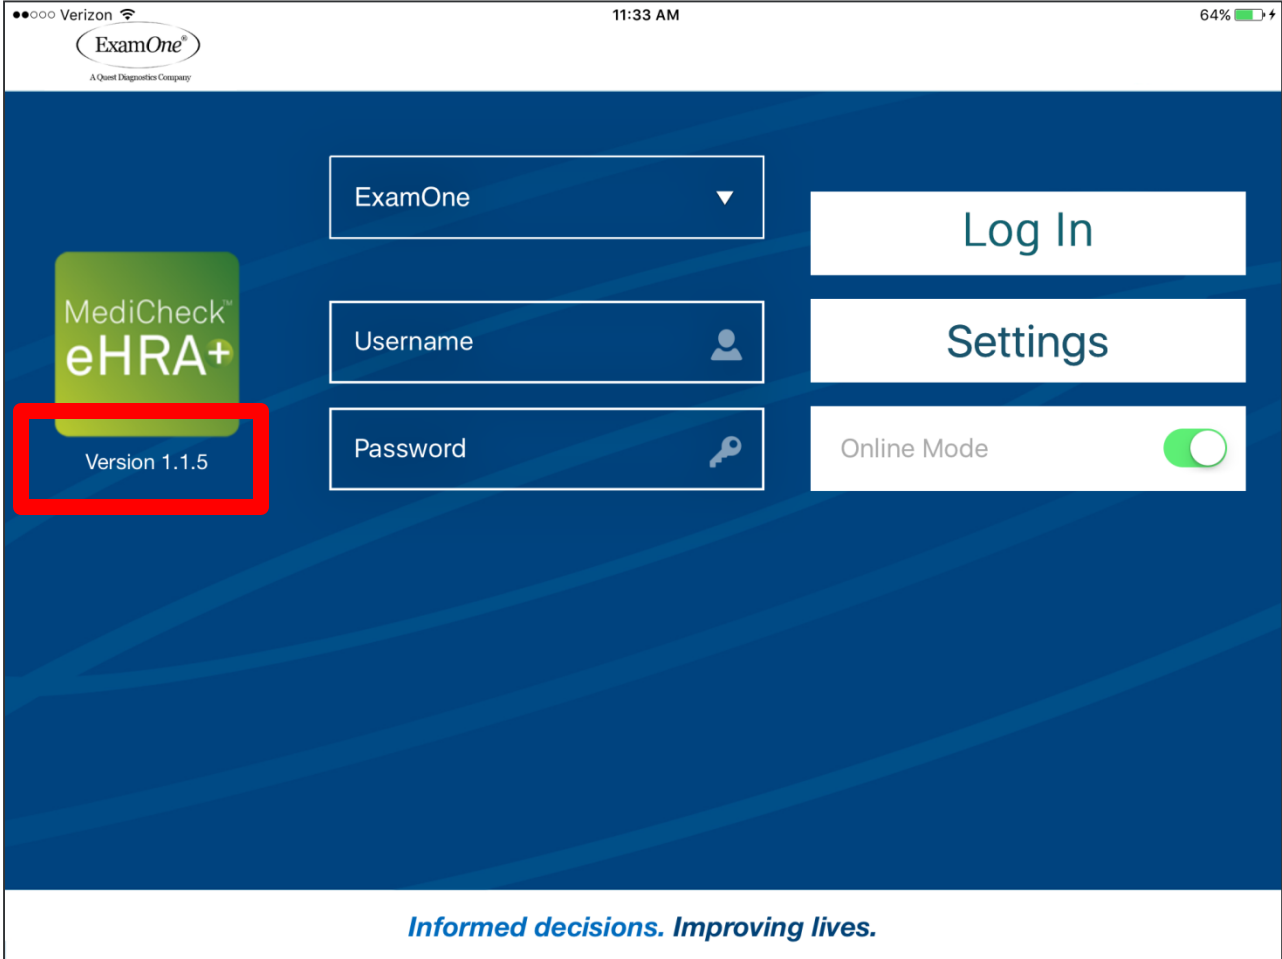 Verizon
11:33 AM
64%
ExamOne®
A Quest Diagnostics Company
ExamOne
Log In
MediCheck™
eHRA+
Username
Settings
Password
Online Mode
Version 1.1.5
Informed decisions. Improving lives.